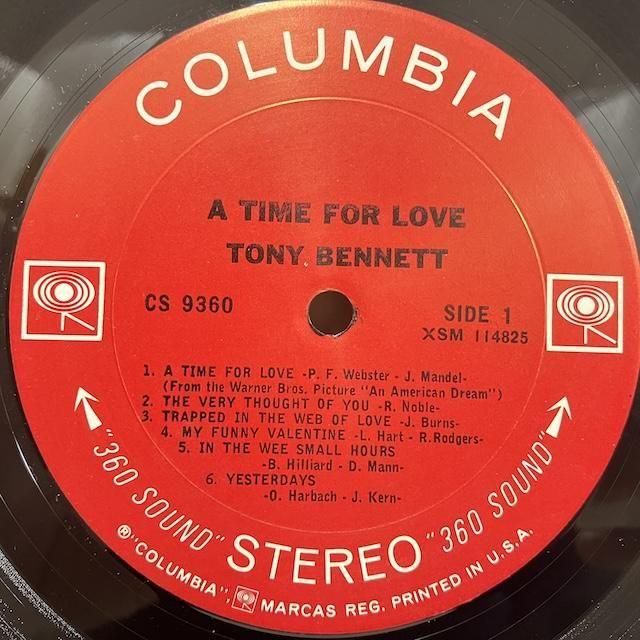 COLUMBIA
A TIME FOR LOVE
TONY BENNETT
CS 9360
SIDE 1
XSM 114825
1. A TIME FOR LOVE -P. F. Webster - J. Mandel-
(From the Warner Bros. Picture "An American Dream")
2. THE VERY THOUGHT OF YOU -R. Noble-
3. TRAPPED IN THE WEB OF LOVE -J. Burns-
4. MY FUNNY VALENTINE -L. Hart - R.Rodgers-
5. IN THE WEE SMALL HOURS
-B. Hilliard - D. Mann-
6. YESTERDAYS
-O. Harbach - J. Kern-
"360 SOUND" STEREO "360 SOUND"
®"COLUMBIA", MARCAS REG. PRINTED IN U.S.A.